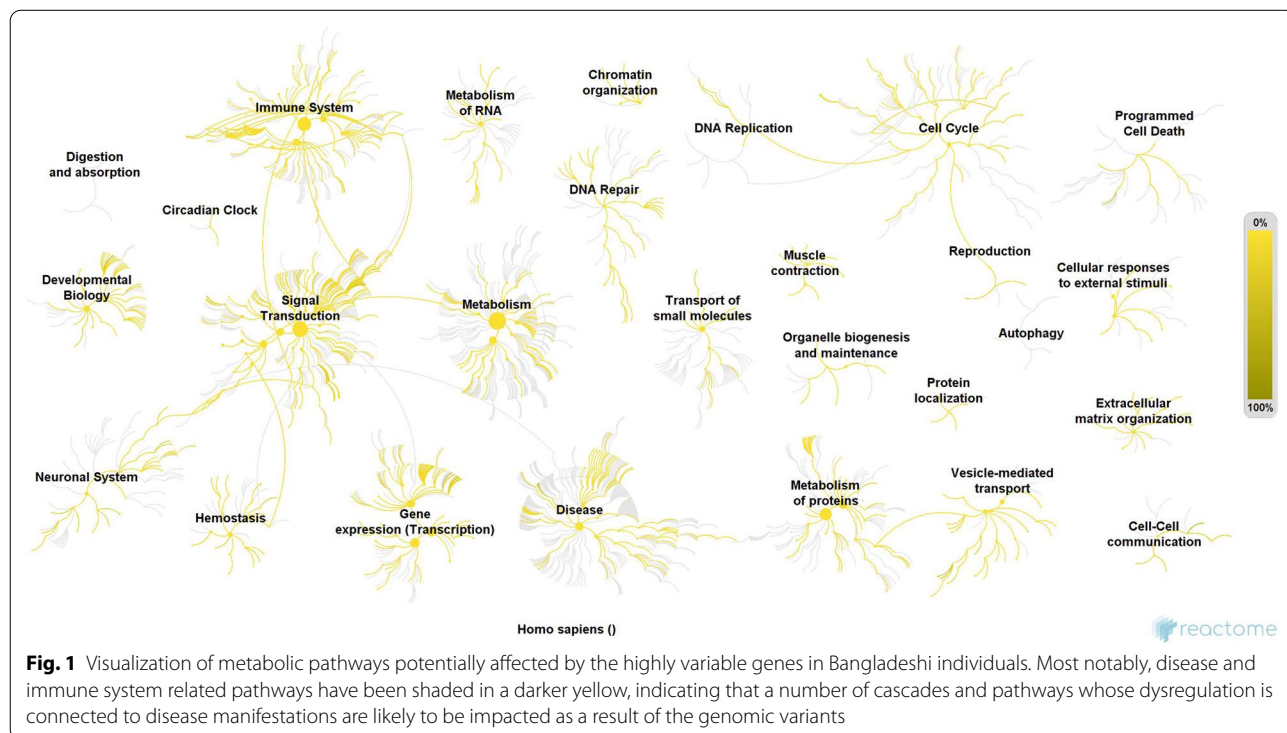 Immune System
Metabolism
of RNA
Chromatin
organization
DNA Replication
Cell Cycle
Programmed
Cell Death
Digestion
and absorption
Circadian Clock
DNA Repair
0%
100%
Developmental
Biology
Signal
Transduction
Metabolism
Transport of
small molecules
Muscle
contraction
Reproduction
Cellular responses
to external stimuli
Organelle biogenesis
and maintenance
Autophagy
Protein
localization
Extracellular
matrix organization
Neuronal System
Hemostasis
Gene
expression (Transcription)
Disease
Metabolism
of proteins
Vesicle-mediated
transport
Cell-Cell
communication
Homo sapiens ()
reactome
Fig. 1 Visualization of metabolic pathways potentially affected by the highly variable genes in Bangladeshi individuals. Most notably, disease and
immune system related pathways have been shaded in a darker yellow, indicating that a number of cascades and pathways whose dysregulation is
connected to disease manifestations are likely to be impacted as a result of the genomic variants